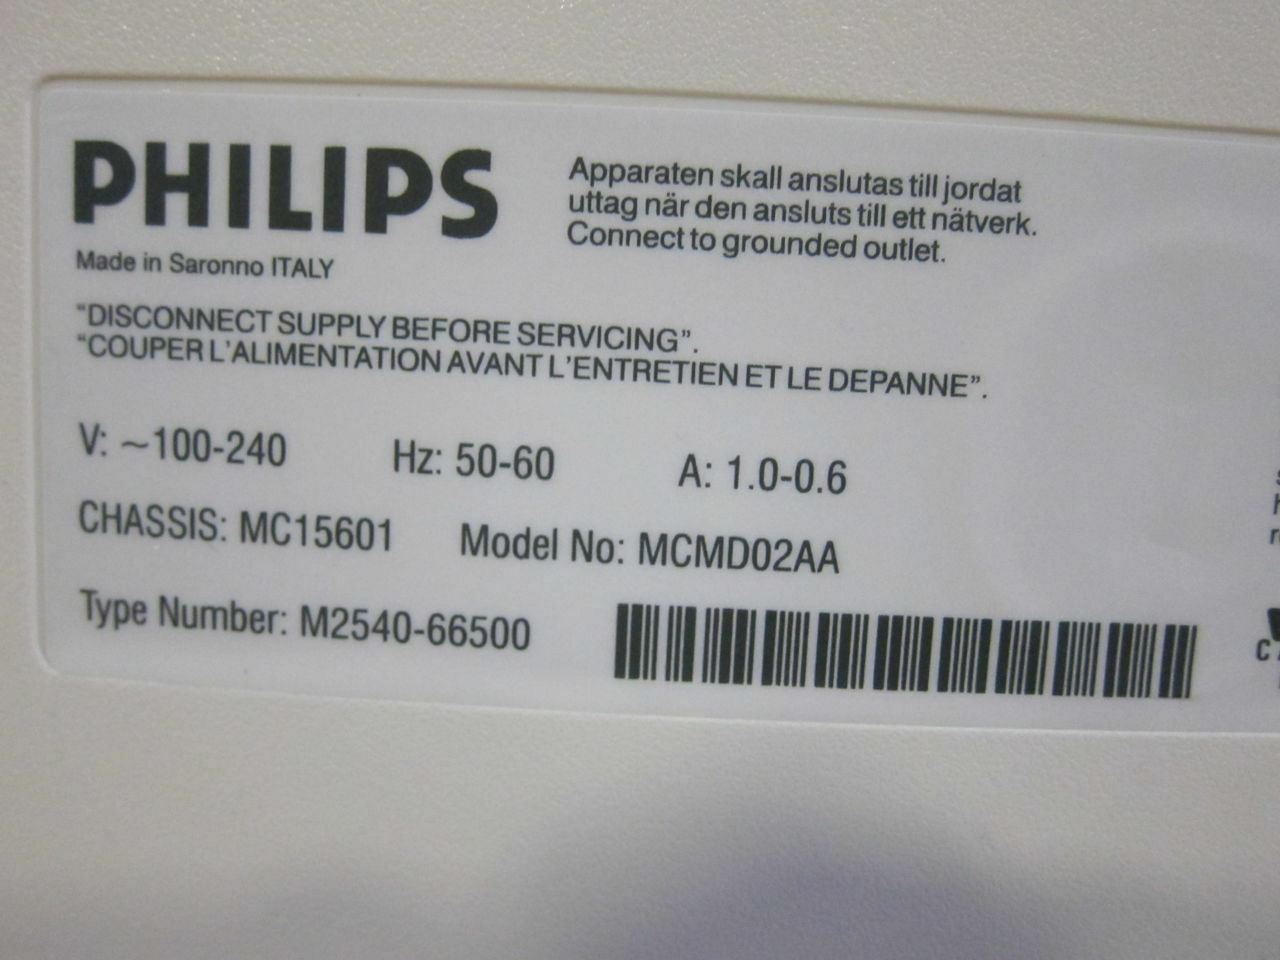 PHILIPS
Made in Saronno ITALY
Apparaten skall anslutas till jordat
uttag när den ansluts till ett nätverk.
Connect to grounded outlet.
"DISCONNECT SUPPLY BEFORE SERVICING".
"COUPER L'ALIMENTATION AVANT L'ENTRETIEN ET LE DEPANNE".
V: ~100-240 Hz: 50-60 A: 1.0-0.6
CHASSIS: MC15601 Model No: MCMD02AA
Type Number: M2540-66500